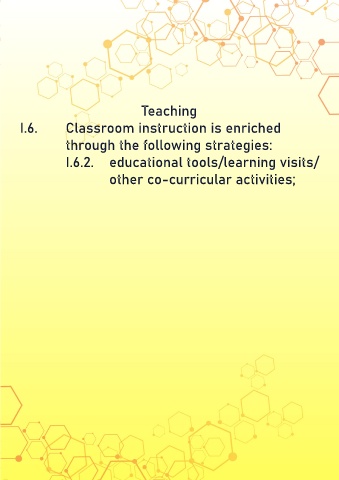 Teaching
I.6. Classroom instruction is enriched
through the following strategies:
I.6.2. educational tools/learning visits/
other co-curricular activities;